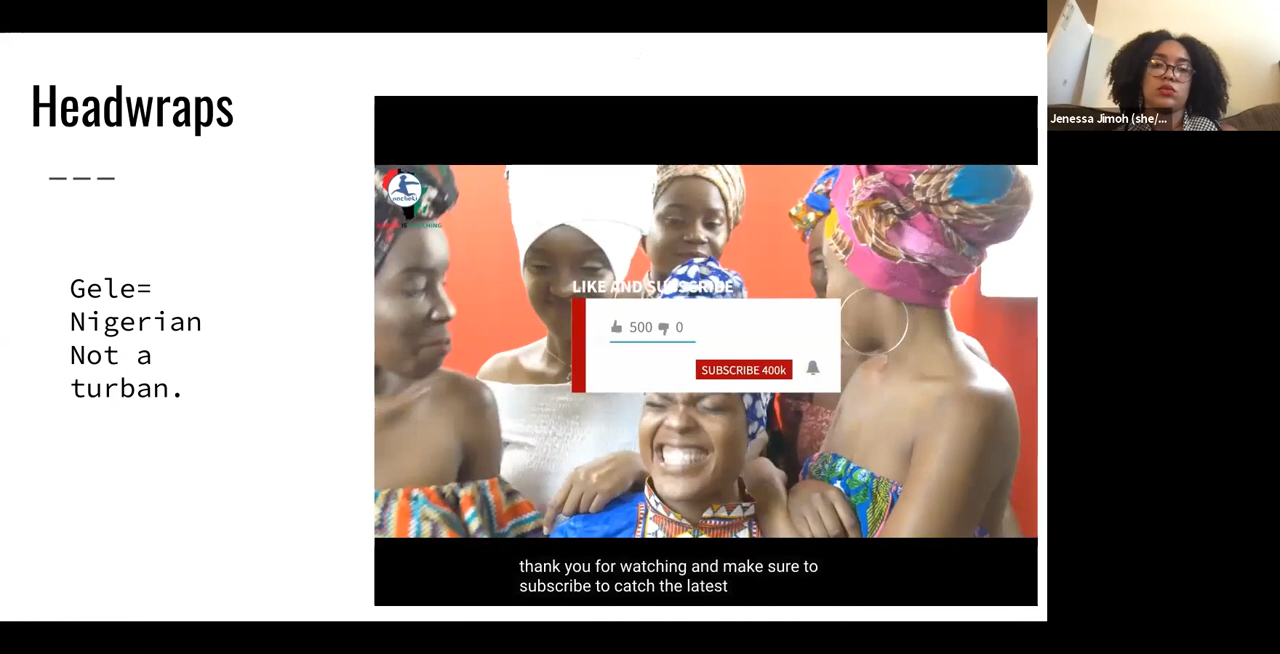 Headwraps
Gele=
Nigerian
Not a
turban.
LIKE AND SUBSCRIBE
500 0
SUBSCRIBE 400k
thank you for watching and make sure to
subscribe to catch the latest
Jenessa Jimoh (she/...